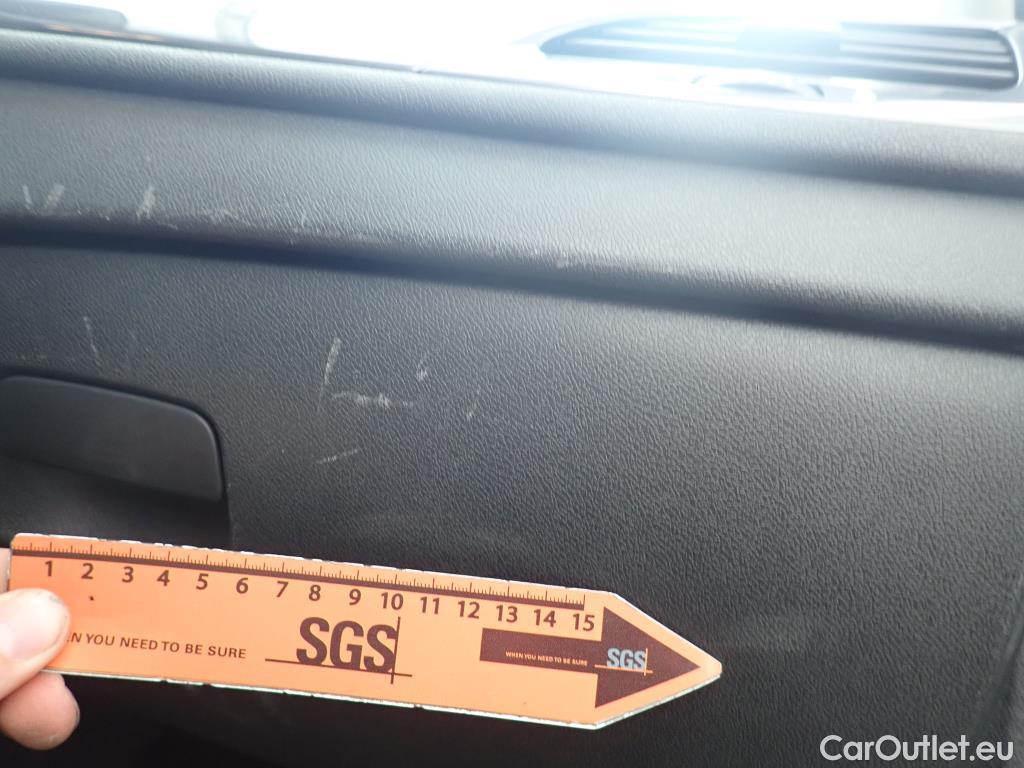 1 2 3 4 5 6 7 8 9 10 11 12 13 14 15
N YOU NEED TO BE SURE
SGS
WHEN YOU NEED TO BE SURE
SGS
CarOutlet.eu